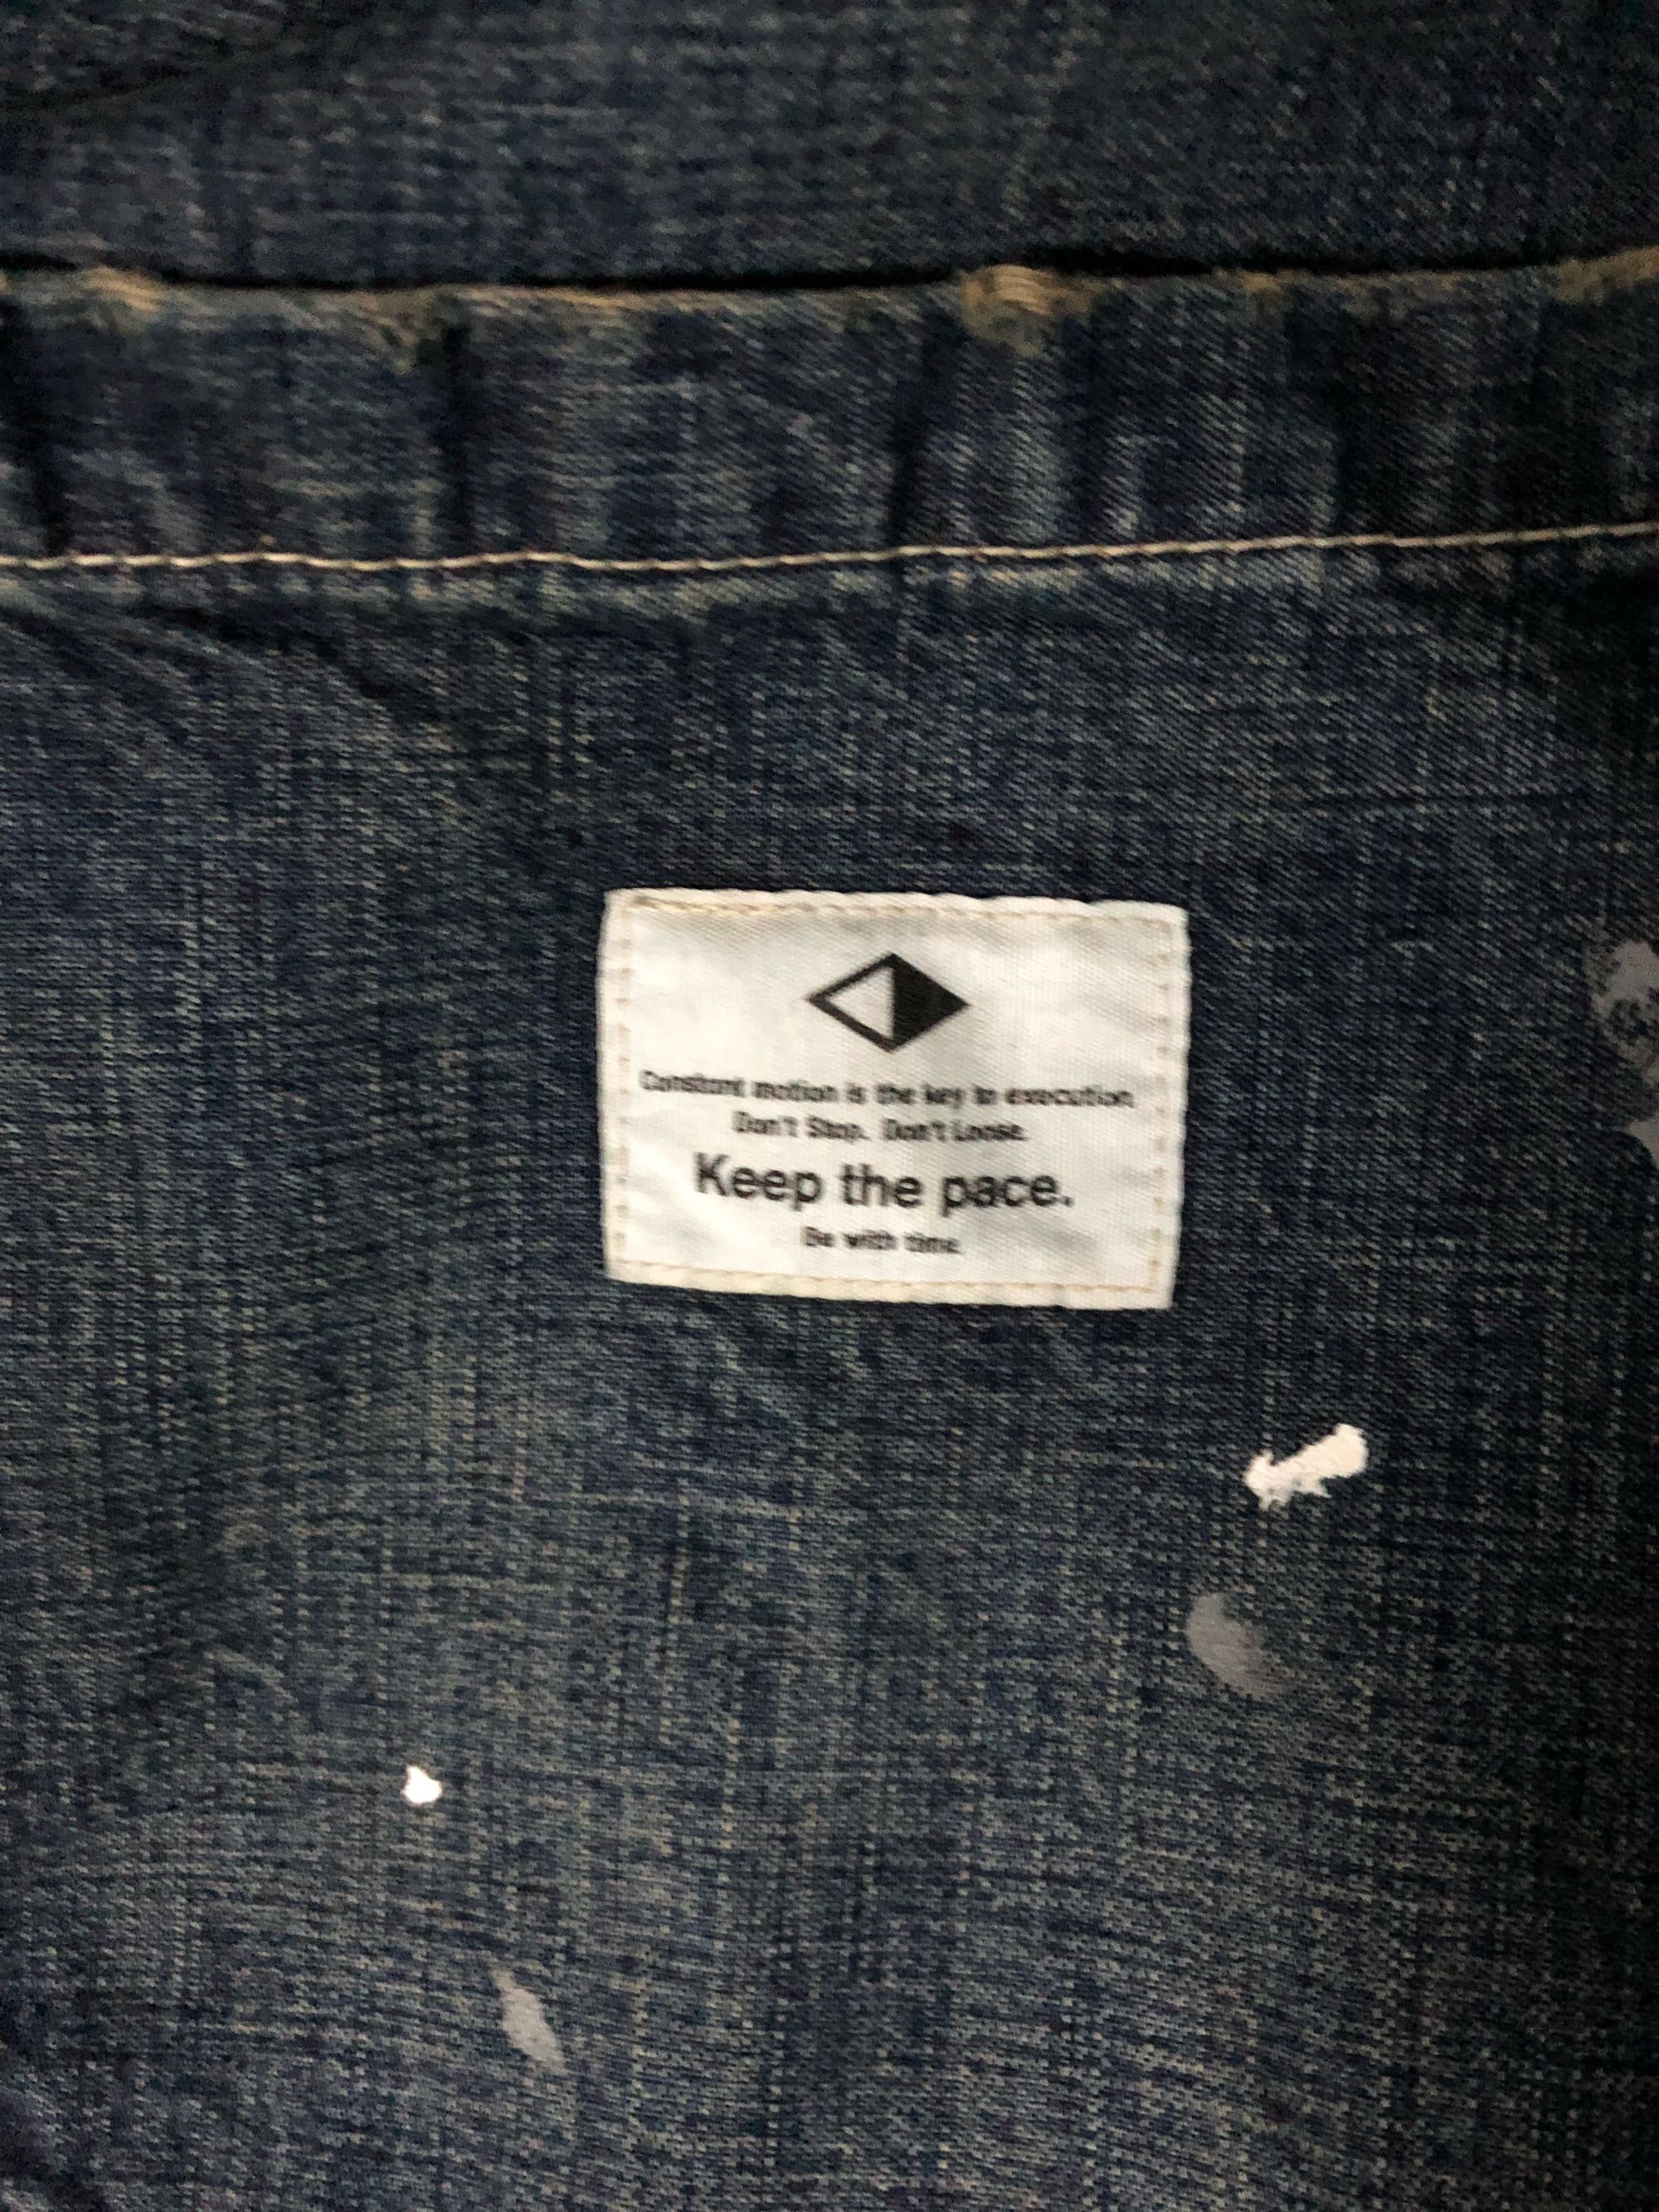 Constant motion is the key to execution.
Don't Stop. Don't Loose.
Keep the pace.
Be with time.